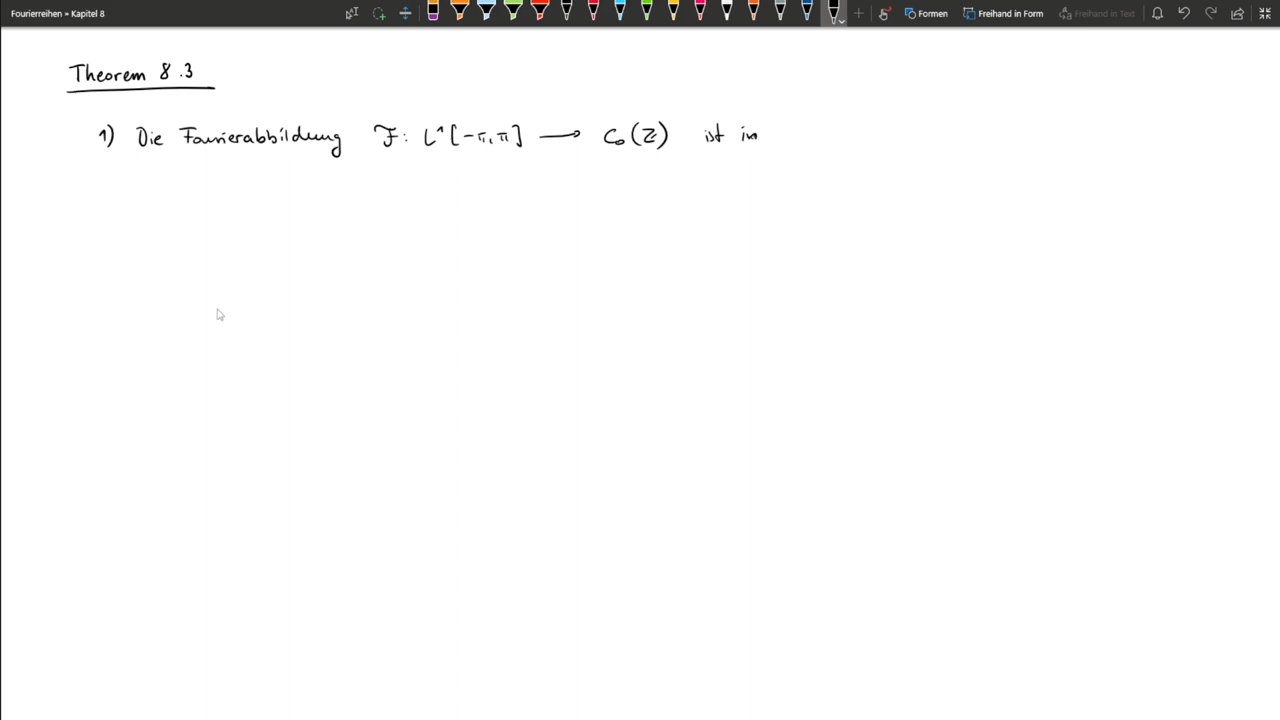 Fourierreihen » Kapitel 8
Formen
Freihand in Form
Freihand in Text
Theorem 8.3
1) Die Fourierabbildung ℱ: L¹[-π,π] ⟶ C₀(ℤ) ist in